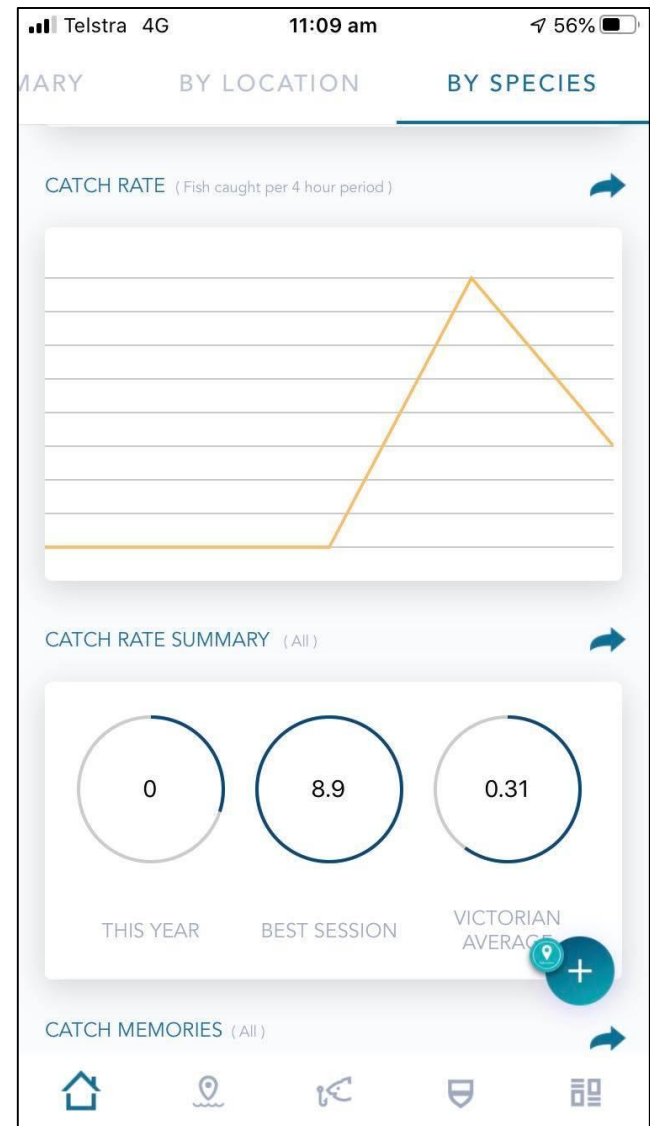 Telstra 4G 11:09 am 56%
MARY BY LOCATION BY SPECIES
CATCH RATE ( Fish caught per 4 hour period )
CATCH RATE SUMMARY ( All )
0 8.9 0.31
THIS YEAR BEST SESSION VICTORIAN
AVERAGE
+
CATCH MEMORIES ( All )